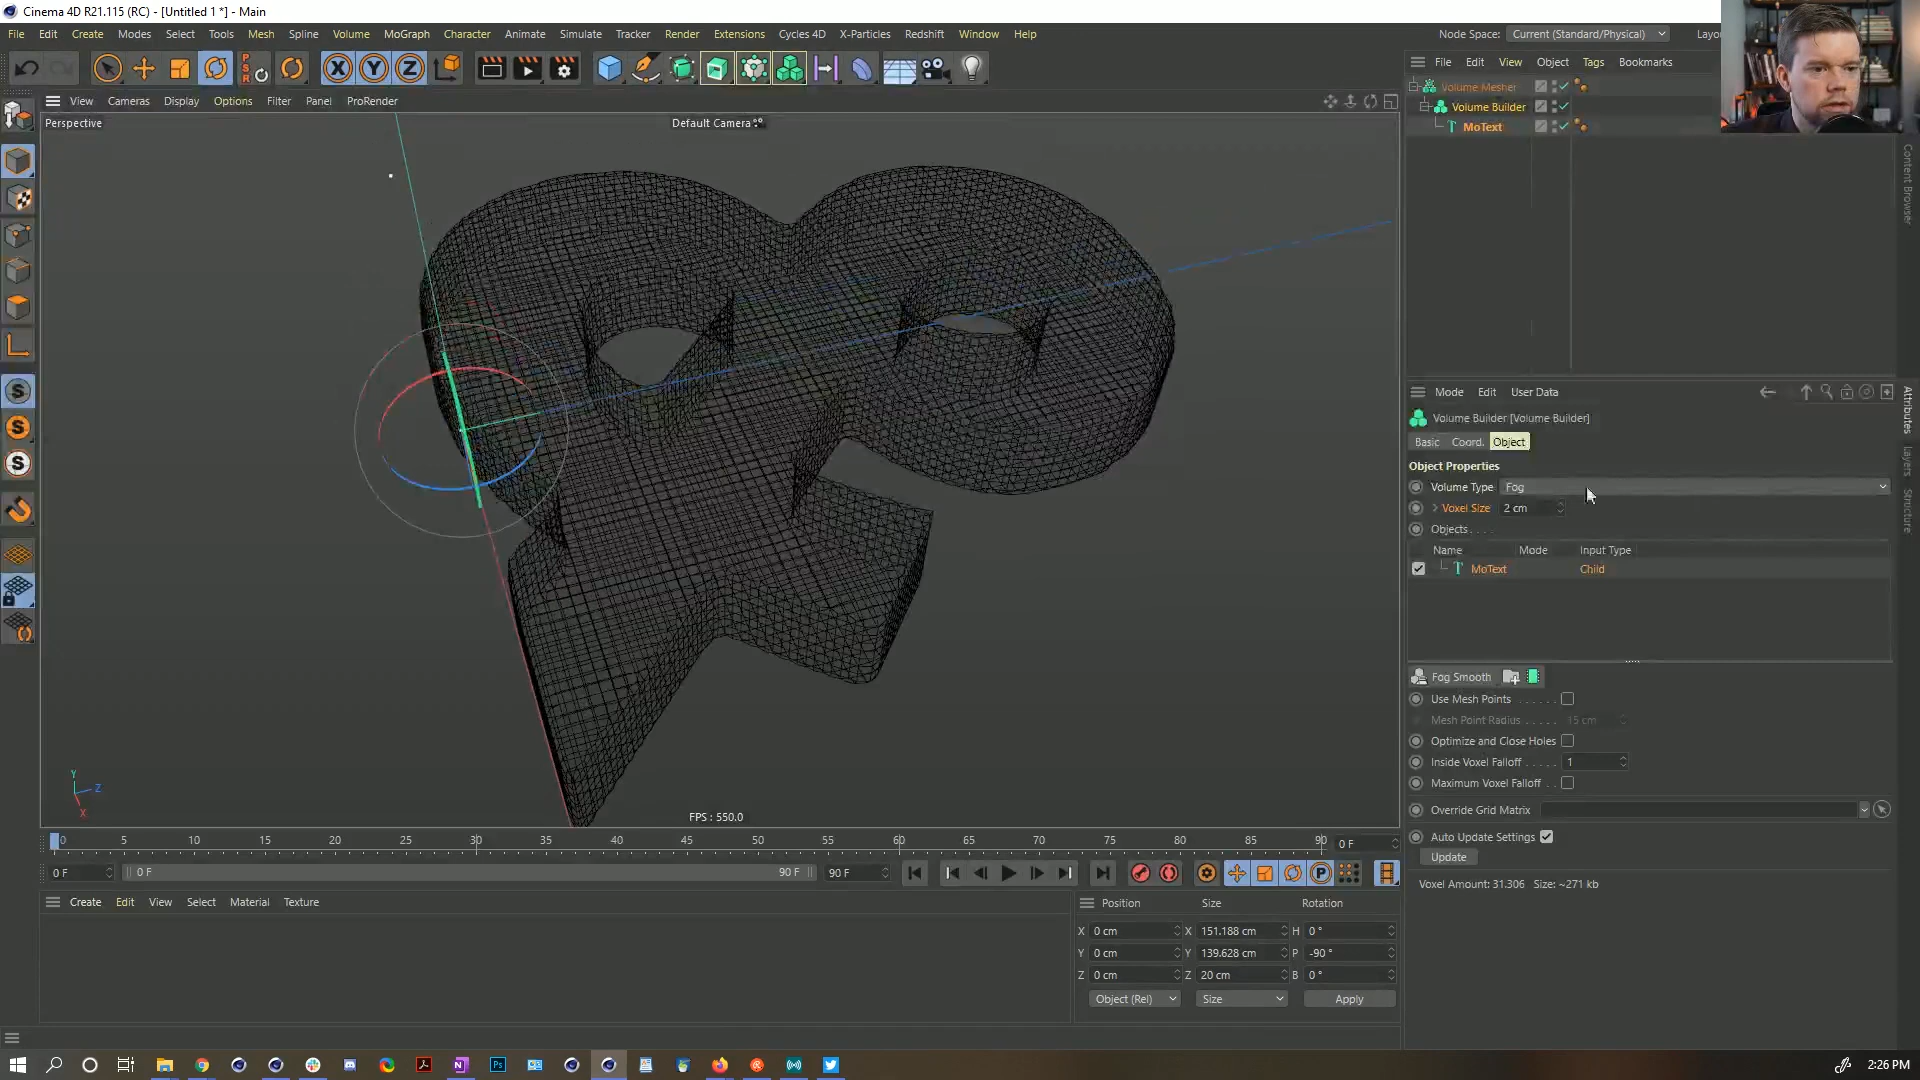 Cinema 4D R21.115 (RC) - [Untitled 1 *] - Main
File Edit Create Modes Select Tools Mesh Spline Volume MoGraph Character Animate Simulate Tracker Render Extensions Cycles 4D X-Particles Redshift Window Help
Node Space: Current (Standard/Physical)
File Edit View Object Tags Bookmarks
View Cameras Display Options Filter Panel ProRender
Perspective
Default Camera
Volume Mesher
Volume Builder
MoText
Content Browser
Mode Edit User Data
Attributes
Layers
Structure
Volume Builder [Volume Builder]
Basic Coord. Object
Object Properties
Volume Type Fog
Voxel Size 2 cm
Objects . . . .
Name Mode Input Type
MoText Child
Fog Smooth
Use Mesh Points
Mesh Point Radius 15 cm
Optimize and Close Holes
Inside Voxel Falloff 1
Maximum Voxel Falloff
Override Grid Matrix
Auto Update Settings
Update
Voxel Amount: 31.306 Size: ~271 kb
Y
Z
X
FPS : 550.0
0 5 10 15 20 25 30 35 40 45 50 55 60 65 70 75 80 85 90 0 F
0 F 0 F 90 F 90 F
Create Edit View Select Material Texture
Position Size Rotation
X 0 cm X 151.188 cm H 0 °
Y 0 cm Y 139.628 cm P -90 °
Z 0 cm Z 20 cm B 0 °
Object (Rel) Size Apply
2:26 PM